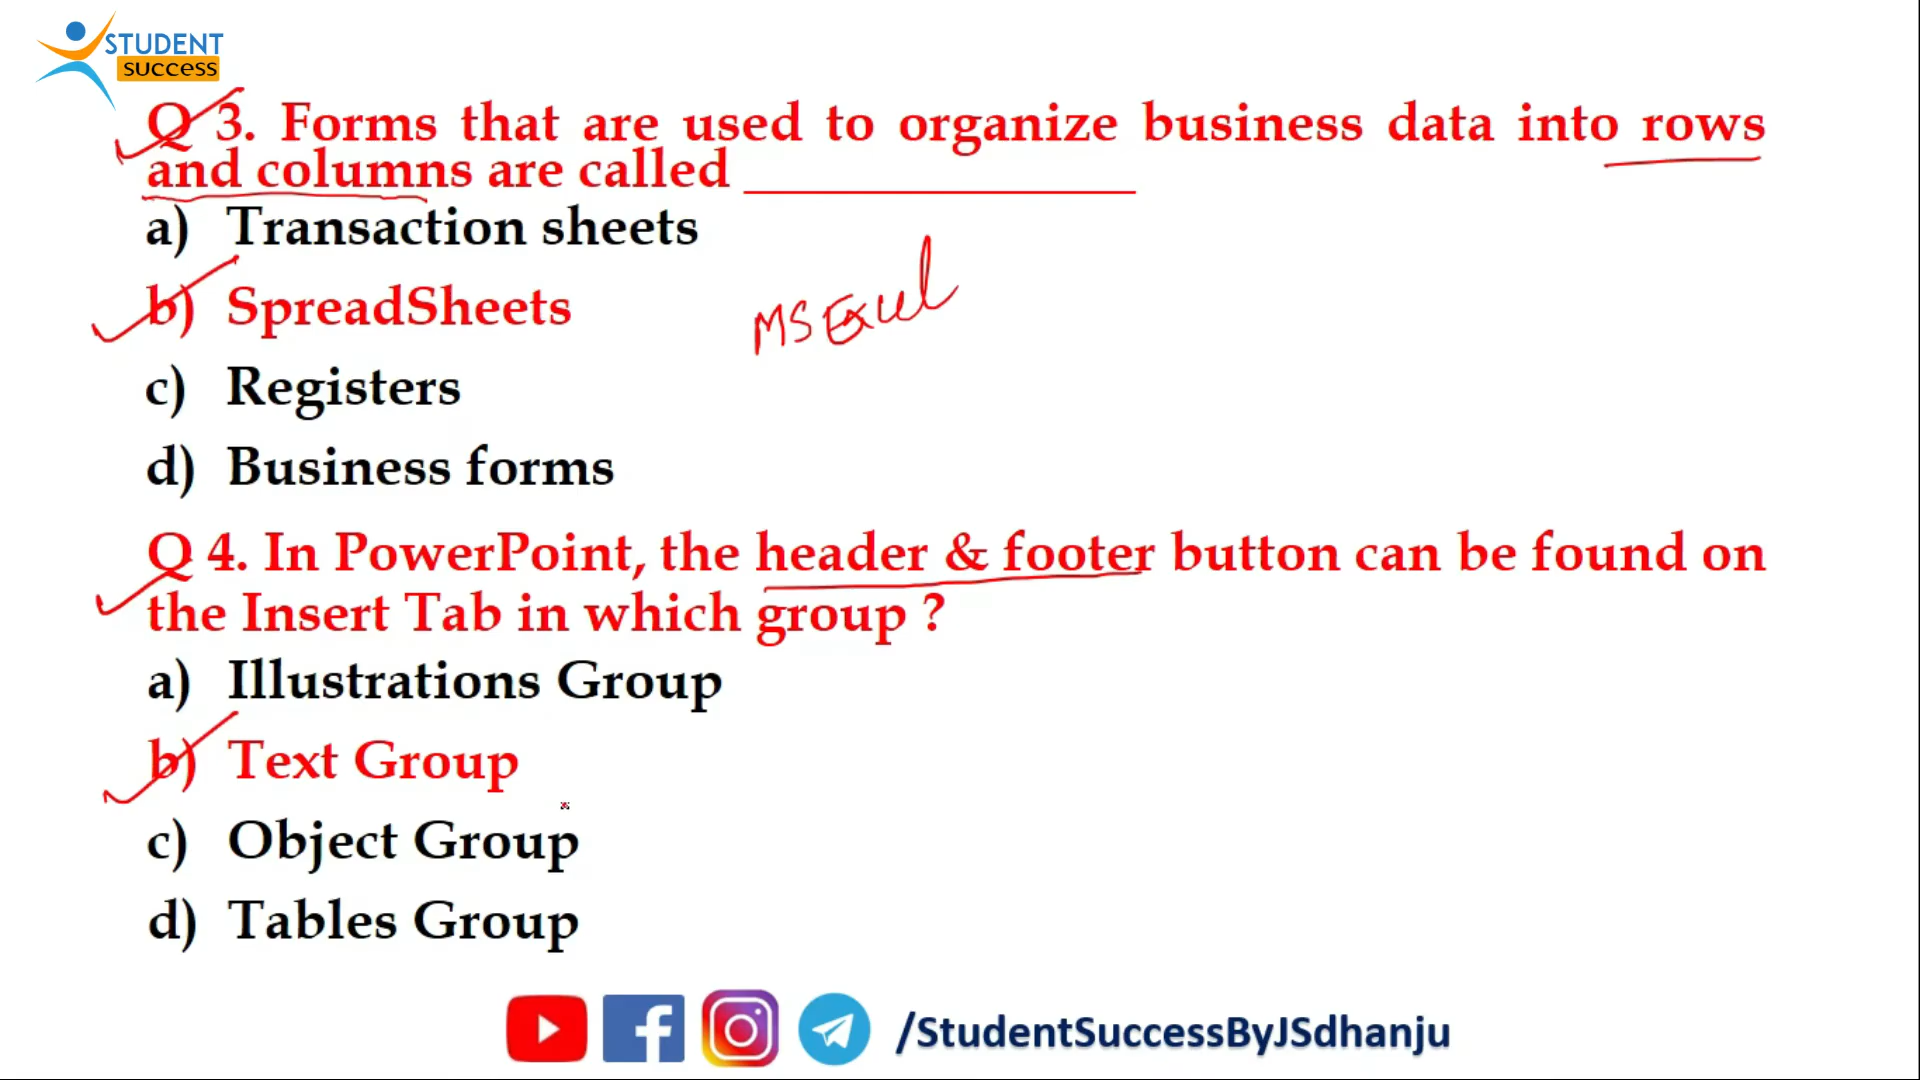 STUDENT
success
Q 3. Forms that are used to organize business data into rows
and columns are called _______________
a) Transaction sheets
b) SpreadSheets
MS Excel
c) Registers
d) Business forms
Q 4. In PowerPoint, the header & footer button can be found on
the Insert Tab in which group ?
a) Illustrations Group
b) Text Group
c) Object Group
d) Tables Group
/StudentSuccessByJSdhanju